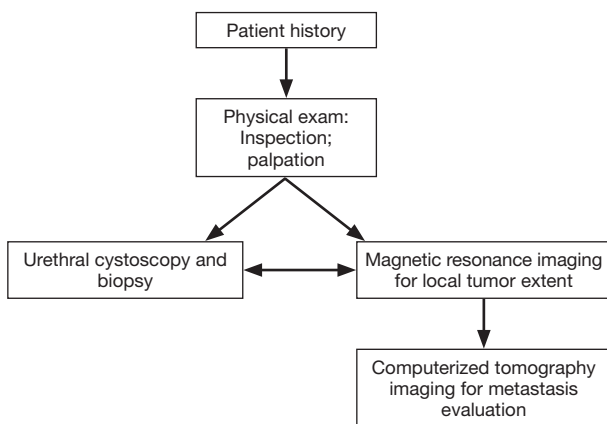 Patient history
Physical exam:
Inspection;
palpation
Urethral cystoscopy and
biopsy
Magnetic resonance imaging
for local tumor extent
Computerized tomography
imaging for metastasis
evaluation